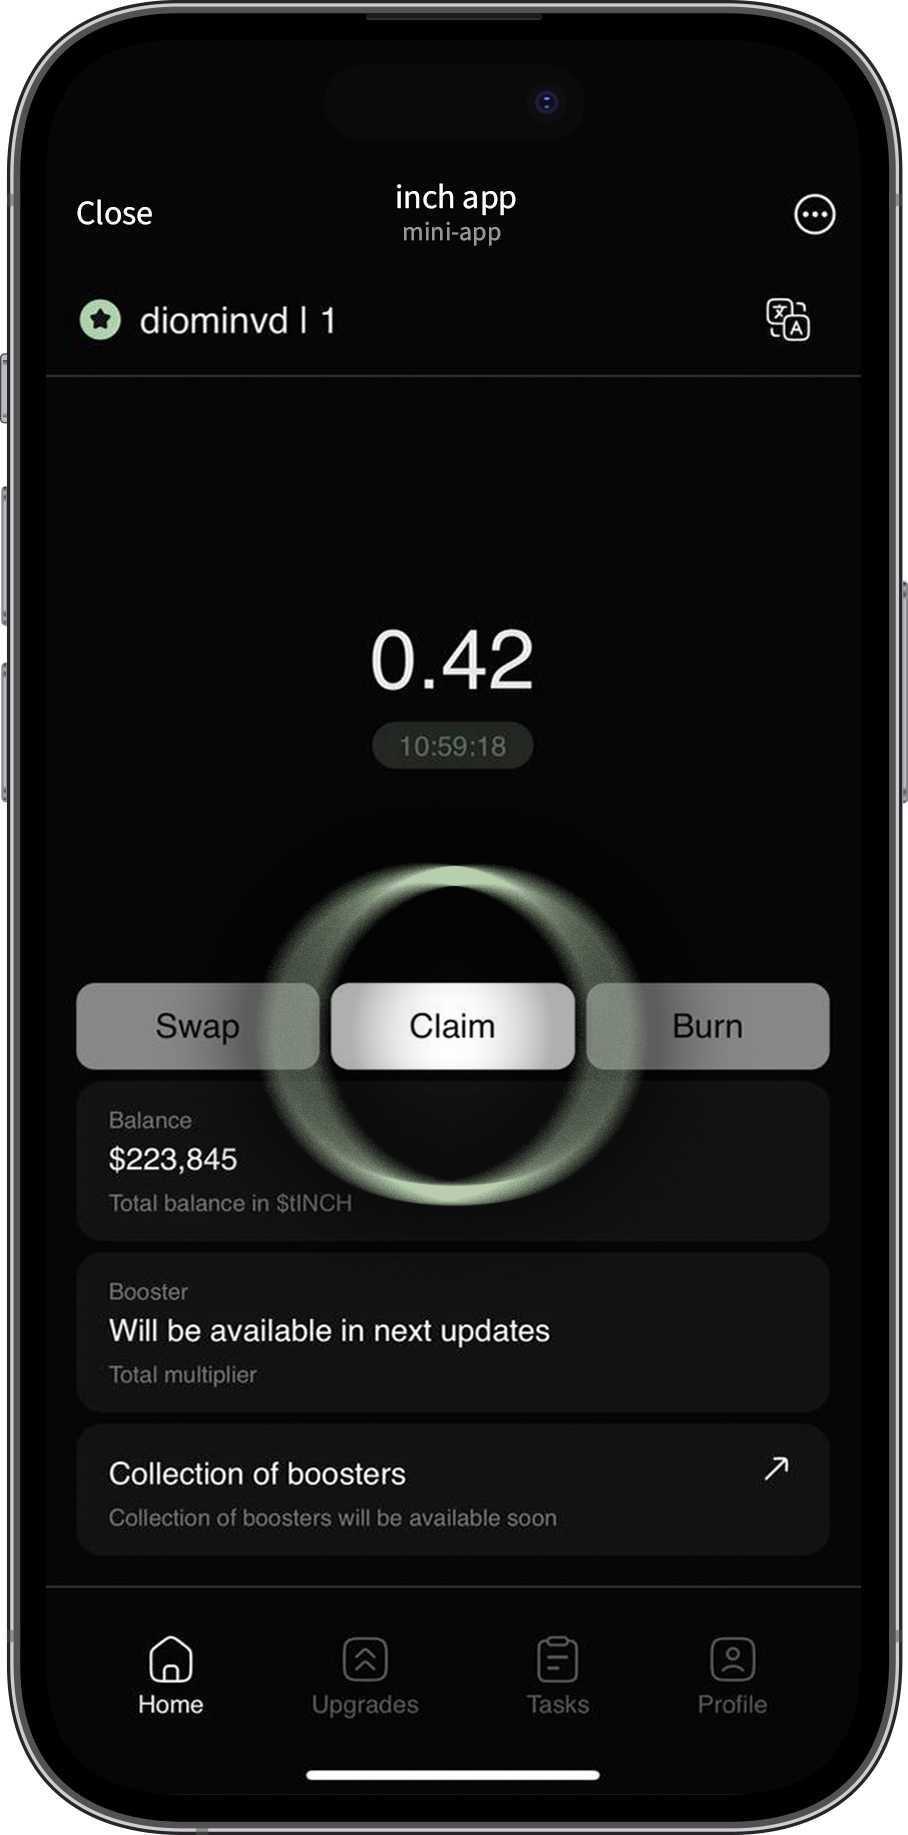 Close
inch app
mini-app
diominvd | 1
文 A
0.42
10:59:18
Swap
Claim
Burn
Balance
$223,845
Total balance in $tINCH
Booster
Will be available in next updates
Total multiplier
Collection of boosters
Collection of boosters will be available soon
Home
Upgrades
Tasks
Profile